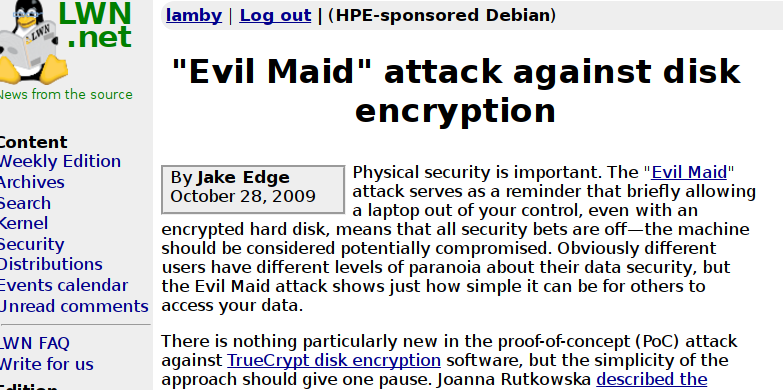 LWN
.net
LWN
News from the source
lamby | Log out | (HPE-sponsored Debian)
Content
Weekly Edition
Archives
Search
Kernel
Security
Distributions
Events calendar
Unread comments
LWN FAQ
Write for us
Edition
"Evil Maid" attack against disk
encryption
By Jake Edge
October 28, 2009
Physical security is important. The "Evil Maid"
attack serves as a reminder that briefly allowing
a laptop out of your control, even with an
encrypted hard disk, means that all security bets are off—the machine
should be considered potentially compromised. Obviously different
users have different levels of paranoia about their data security, but
the Evil Maid attack shows just how simple it can be for others to
access your data.
There is nothing particularly new in the proof-of-concept (PoC) attack
against TrueCrypt disk encryption software, but the simplicity of the
approach should give one pause. Joanna Rutkowska described the